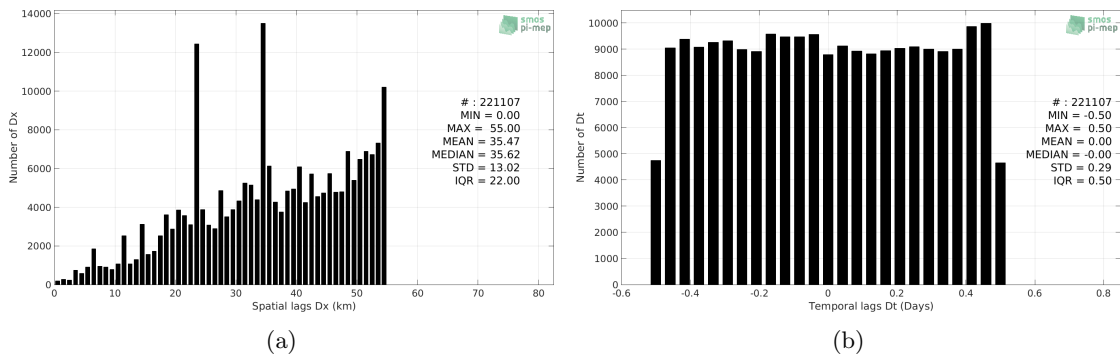 14000
12000
10000
8000
6000
4000
2000
0
0 10 20 30 40 50 60 70 80
Number of Dx
Spatial lags Dx (km)
smos
pi-mep
# : 221107
MIN = 0.00
MAX = 55.00
MEAN = 35.47
MEDIAN = 35.62
STD = 13.02
IQR = 22.00
(a)
10000
9000
8000
7000
6000
5000
4000
3000
2000
1000
0
-0.6 -0.4 -0.2 0 0.2 0.4 0.6 0.8
Number of Dt
Temporal lags Dt (Days)
smos
pi-mep
# : 221107
MIN = -0.50
MAX = 0.50
MEAN = 0.00
MEDIAN = -0.00
STD = 0.29
IQR = 0.50
(b)